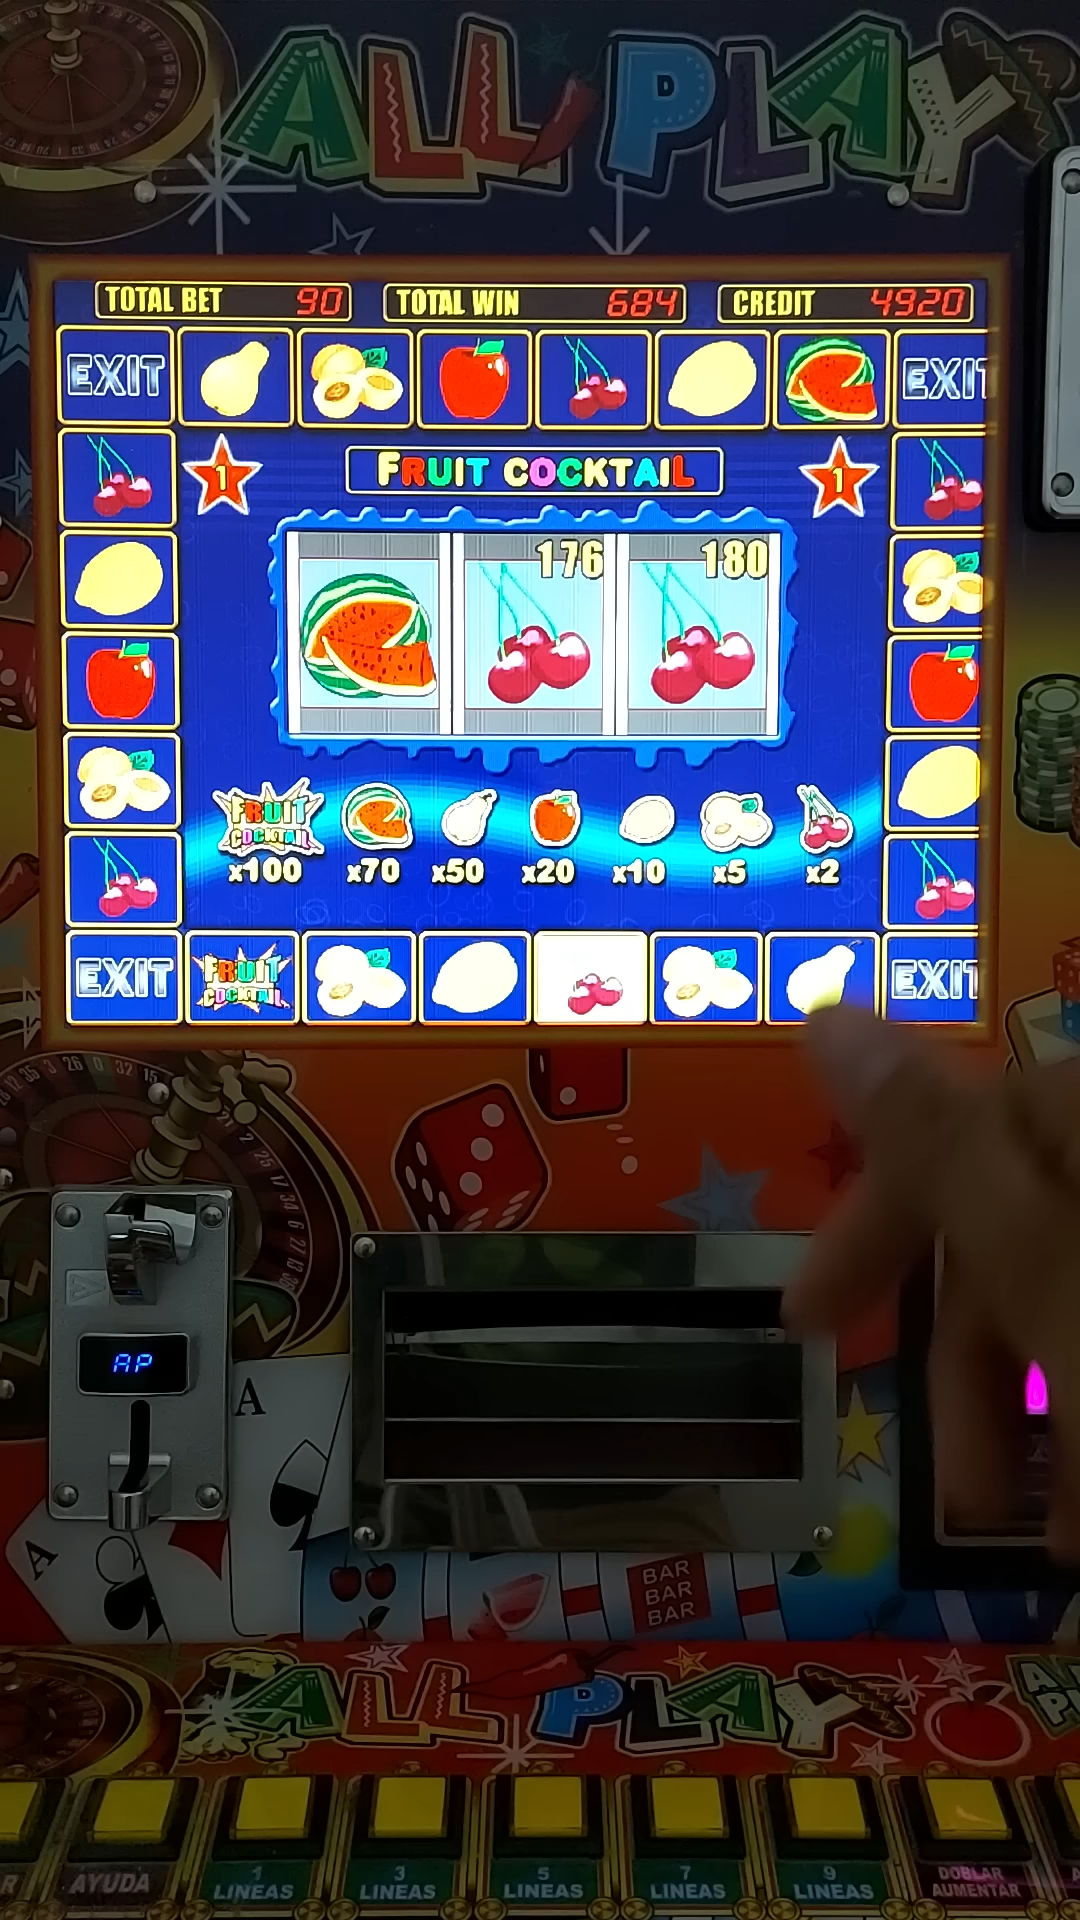 ALL PLAY
TOTAL BET 90
TOTAL WIN 684
CREDIT 4920
EXIT
EXIT
1
FRUIT COCKTAIL
1
176
180
FRUIT COCKTAIL
x100
x70
x50
x20
x10
x5
x2
EXIT
FRUIT COCKTAIL
EXIT
AP
A
A
BAR
BAR
BAR
ALL PLAY
AYUDA
1 LINEAS
3 LINEAS
5 LINEAS
7 LINEAS
9 LINEAS
DOBLAR AUMENTAR